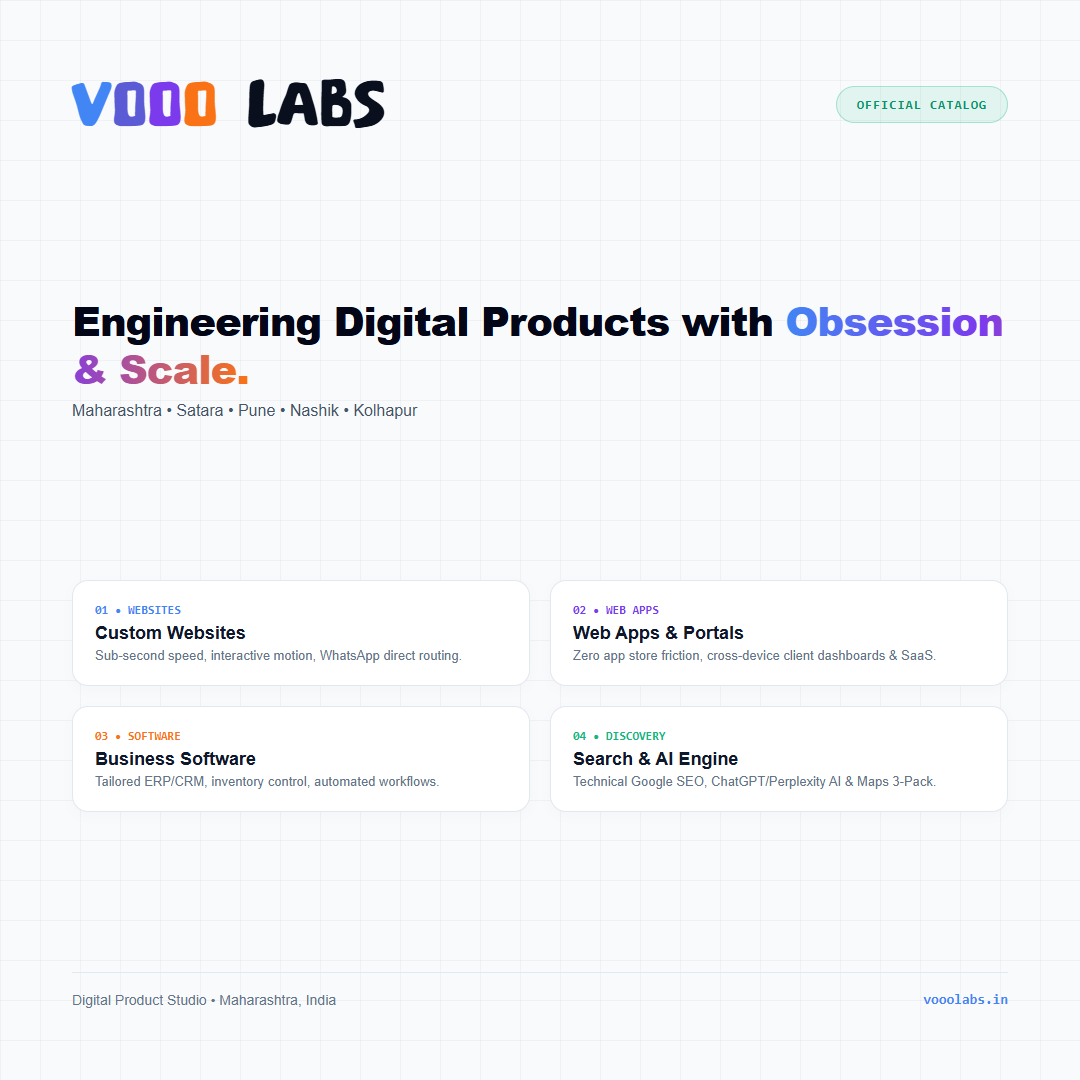 VOOO LABS
OFFICIAL CATALOG
Engineering Digital Products with Obsession
& Scale.
Maharashtra • Satara • Pune • Nashik • Kolhapur
01 • WEBSITES
Custom Websites
Sub-second speed, interactive motion, WhatsApp direct routing.
02 • WEB APPS
Web Apps & Portals
Zero app store friction, cross-device client dashboards & SaaS.
03 • SOFTWARE
Business Software
Tailored ERP/CRM, inventory control, automated workflows.
04 • DISCOVERY
Search & AI Engine
Technical Google SEO, ChatGPT/Perplexity AI & Maps 3-Pack.
Digital Product Studio • Maharashtra, India
vooolabs.in